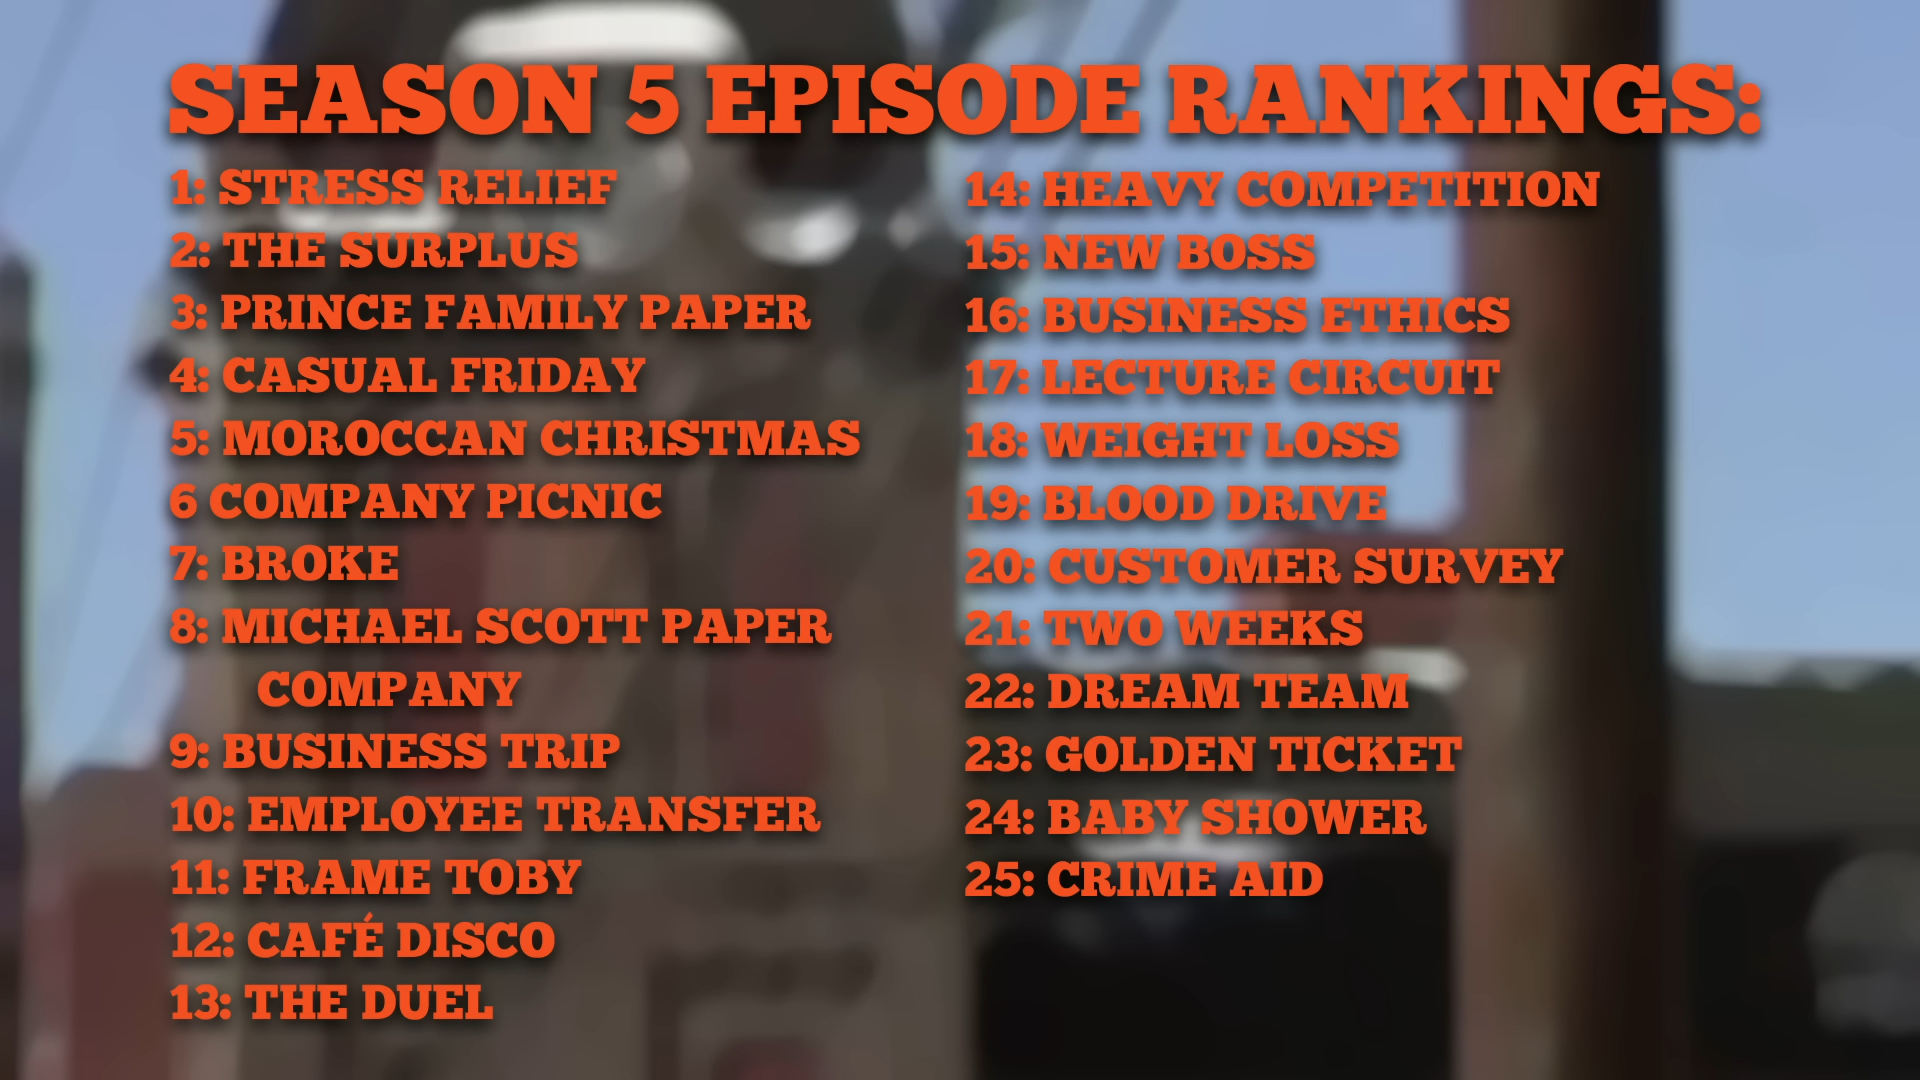 SEASON 5 EPISODE RANKINGS:
1: STRESS RELIEF
2: THE SURPLUS
3: PRINCE FAMILY PAPER
4: CASUAL FRIDAY
5: MOROCCAN CHRISTMAS
6 COMPANY PICNIC
7: BROKE
8: MICHAEL SCOTT PAPER
COMPANY
9: BUSINESS TRIP
10: EMPLOYEE TRANSFER
11: FRAME TOBY
12: CAFÉ DISCO
13: THE DUEL
14: HEAVY COMPETITION
15: NEW BOSS
16: BUSINESS ETHICS
17: LECTURE CIRCUIT
18: WEIGHT LOSS
19: BLOOD DRIVE
20: CUSTOMER SURVEY
21: TWO WEEKS
22: DREAM TEAM
23: GOLDEN TICKET
24: BABY SHOWER
25: CRIME AID